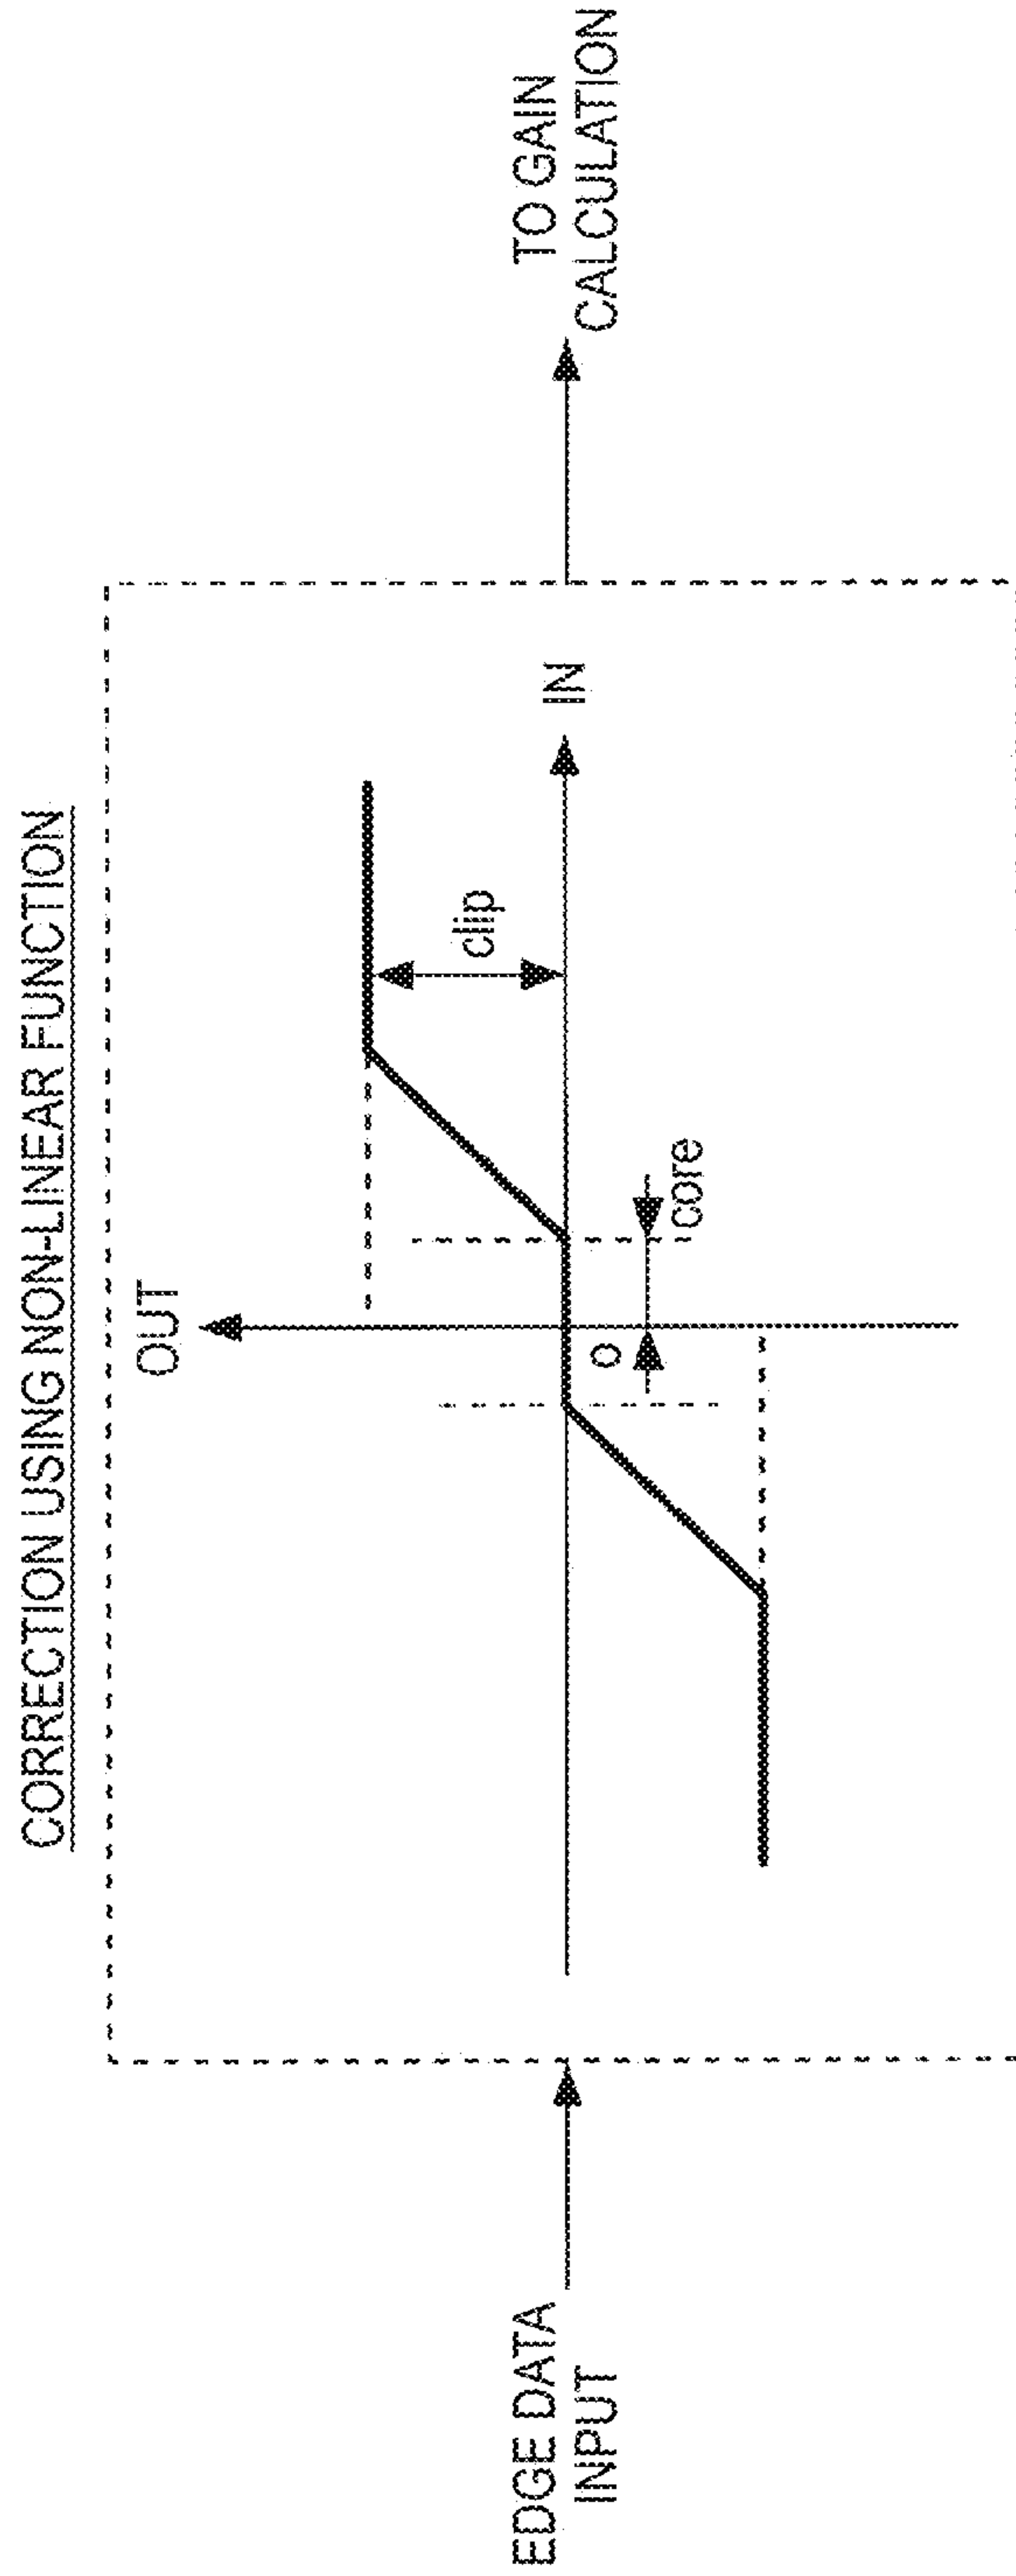 CORRECTION USING NON-LINEAR FUNCTION
OUT
EDGE DATA
INPUT
clip
IN
TO GAIN
CALCULATION
O
core